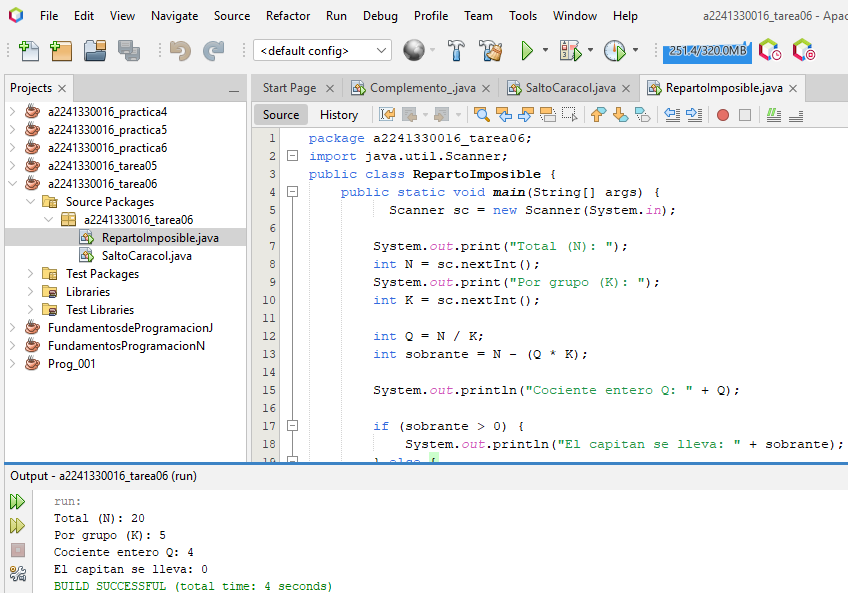 File Edit View Navigate Source Refactor Run Debug Profile Team Tools Window Help a2241330016_tarea06 - Apac
<default config> 251.4/320.0MB
Projects
Start Page Complemento_.java SaltoCaracol.java RepartoImposible.java
Source History
a2241330016_practica4
a2241330016_practica5
a2241330016_practica6
a2241330016_tarea05
a2241330016_tarea06
Source Packages
a2241330016_tarea06
RepartoImposible.java
SaltoCaracol.java
Test Packages
Libraries
Test Libraries
FundamentosdeProgramacionJ
FundamentosProgramacionN
Prog_001
1 package a2241330016_tarea06;
2 import java.util.Scanner;
3 public class RepartoImposible {
4 public static void main(String[] args) {
5 Scanner sc = new Scanner(System.in);
6
7 System.out.print("Total (N): ");
8 int N = sc.nextInt();
9 System.out.print("Por grupo (K): ");
10 int K = sc.nextInt();
11
12 int Q = N / K;
13 int sobrante = N - (Q * K);
14
15 System.out.println("Cociente entero Q: " + Q);
16
17 if (sobrante > 0) {
18 System.out.println("El capitan se lleva: " + sobrante);
19 } else {
Output - a2241330016_tarea06 (run)
run:
Total (N): 20
Por grupo (K): 5
Cociente entero Q: 4
El capitan se lleva: 0
BUILD SUCCESSFUL (total time: 4 seconds)